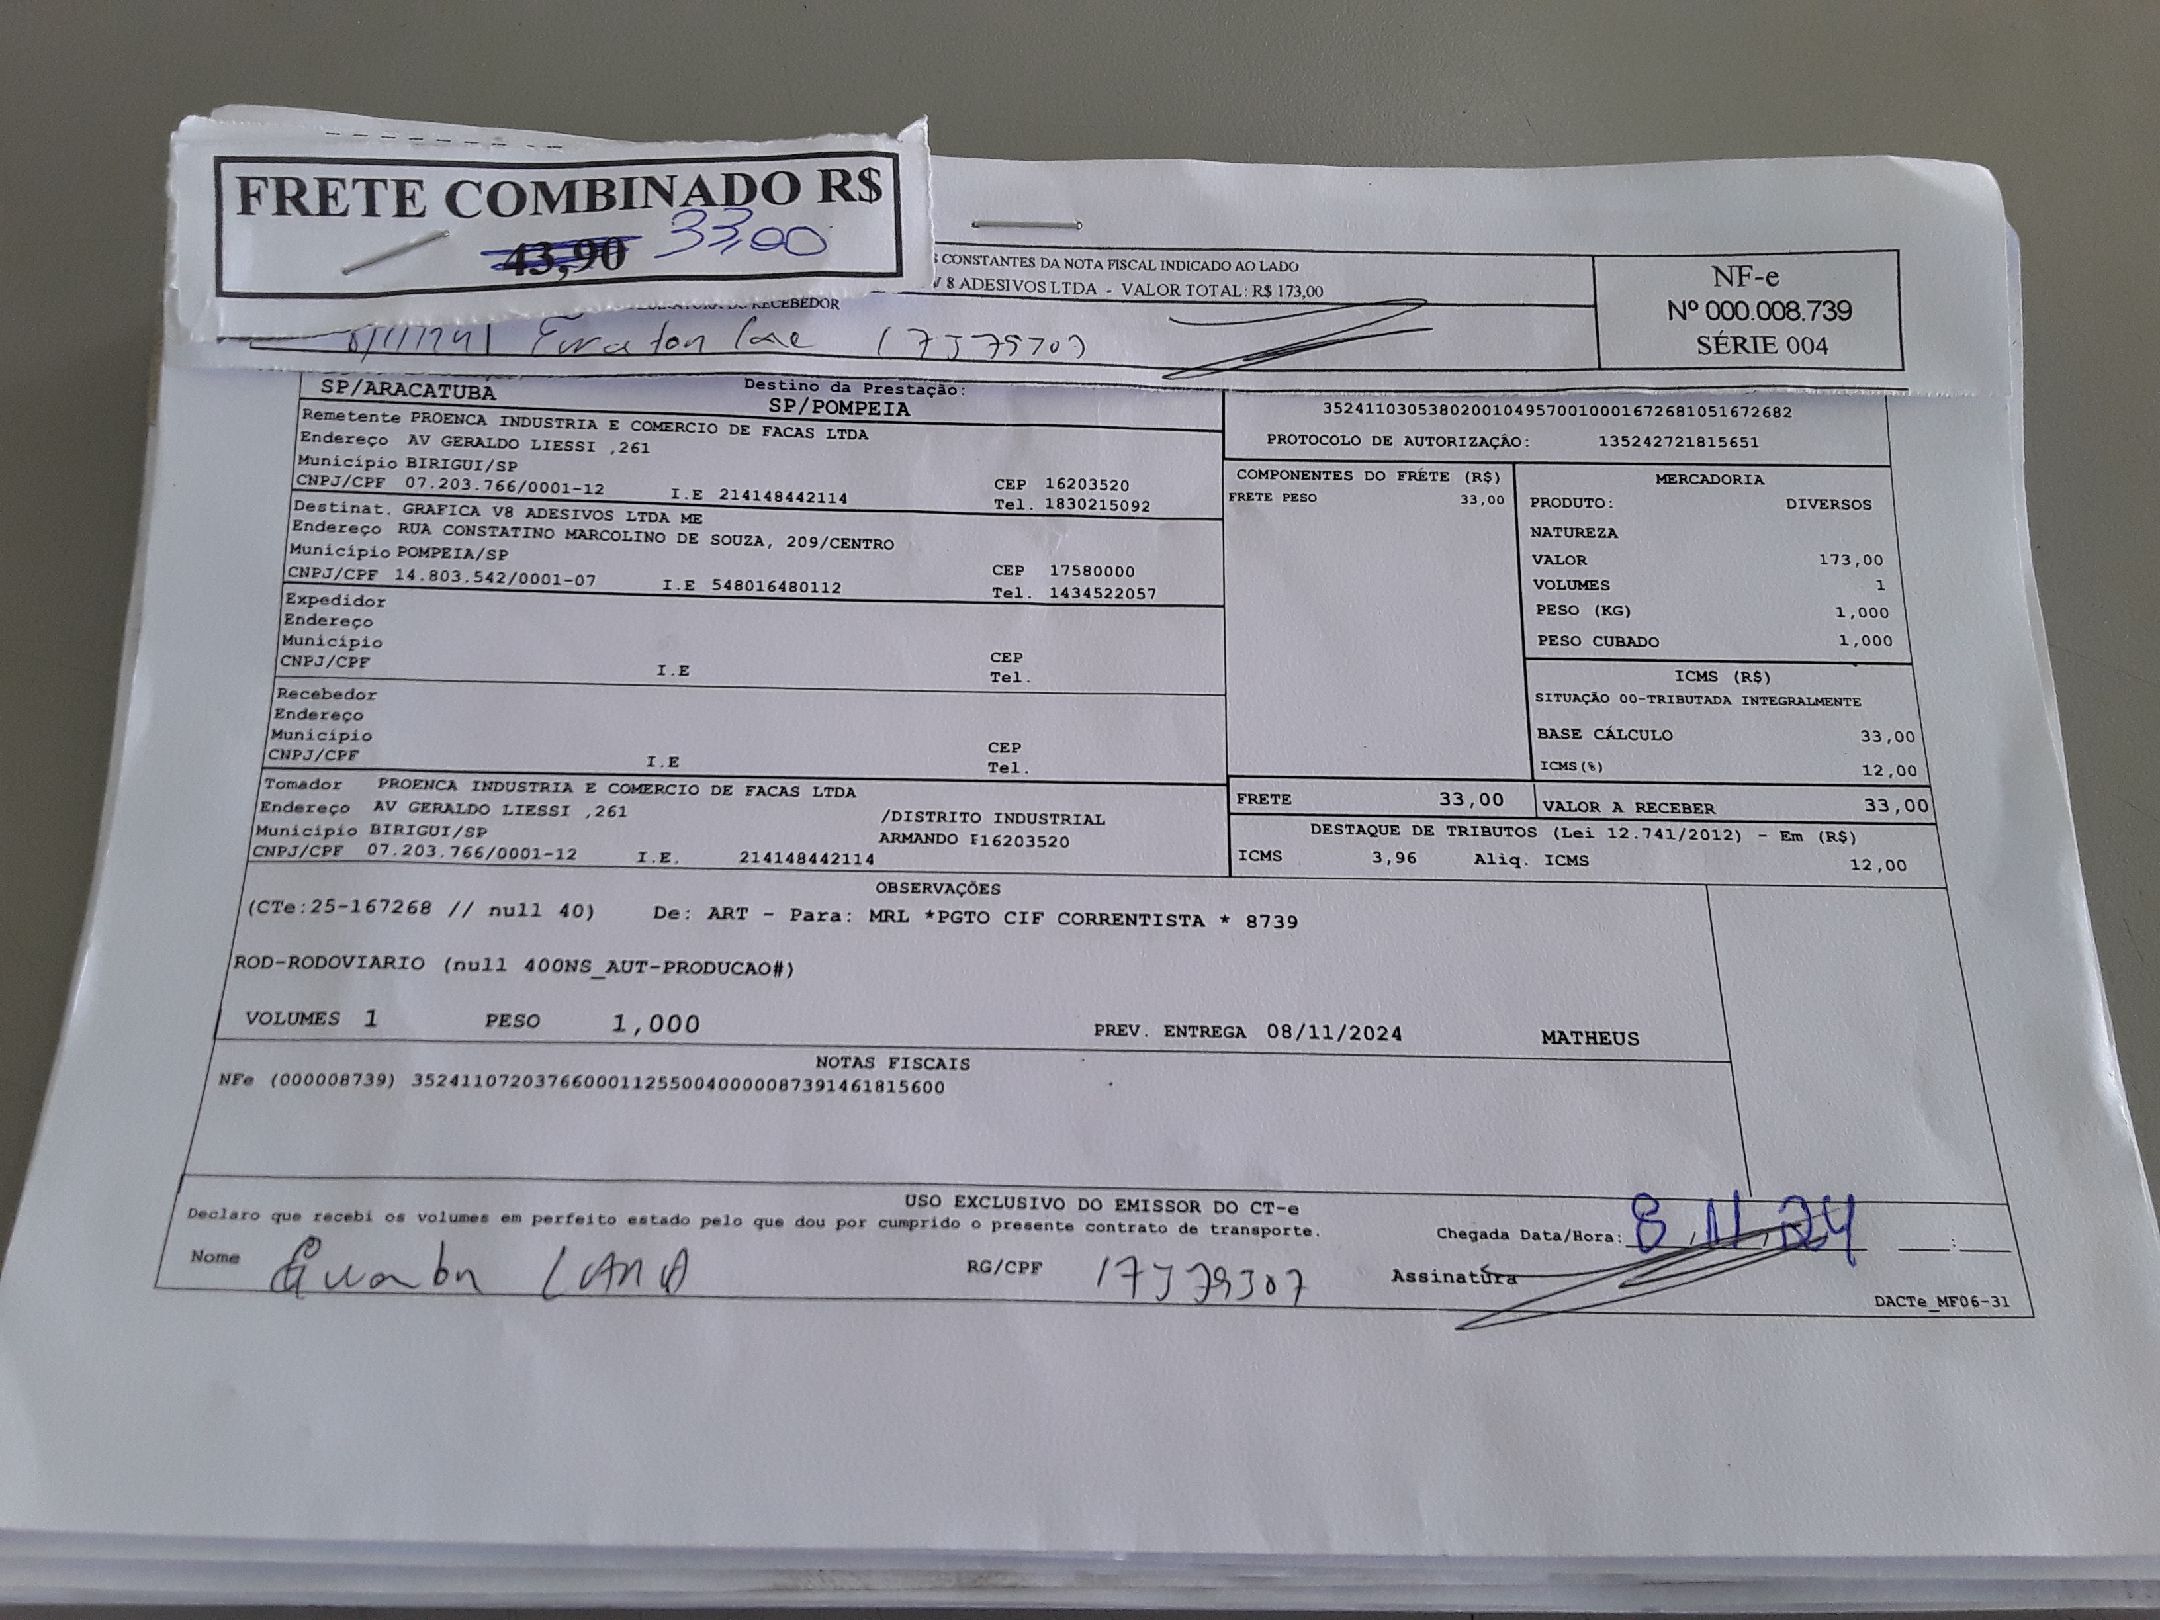 FRETE COMBINADO R$
43,90 33,00
CONSTANTES DA NOTA FISCAL INDICADO AO LADO
V 8 ADESIVOS LTDA - VALOR TOTAL: R$ 173,00
RECEBEDOR
NF-e
Nº 000.008.739
SÉRIE 004
SP/ARACATUBA
Destino da Prestação:
SP/POMPEIA
Remetente PROENCA INDUSTRIA E COMERCIO DE FACAS LTDA
Endereço AV GERALDO LIESSI ,261
Município BIRIGUI/SP
CEP 16203520
CNPJ/CPF 07.203.766/0001-12 I.E 214148442114 Tel. 1830215092
Destinat. GRAFICA V8 ADESIVOS LTDA ME
Endereço RUA CONSTATINO MARCOLINO DE SOUZA, 209/CENTRO
Município POMPEIA/SP
CEP 17580000
CNPJ/CPF 14.803.542/0001-07 I.E 548016480112 Tel. 1434522057
Expedidor
Endereço
Município
CEP
CNPJ/CPF I.E Tel.
Recebedor
Endereço
Município
CEP
CNPJ/CPF I.E Tel.
Tomador PROENCA INDUSTRIA E COMERCIO DE FACAS LTDA
Endereço AV GERALDO LIESSI ,261 /DISTRITO INDUSTRIAL
Município BIRIGUI/SP ARMANDO F16203520
CNPJ/CPF 07.203.766/0001-12 I.E. 214148442114
35241103053802001049570010001672681051672682
PROTOCOLO DE AUTORIZAÇÃO: 135242721815651
COMPONENTES DO FRÉTE (R$)
FRETE PESO 33,00
MERCADORIA
PRODUTO: DIVERSOS
NATUREZA
VALOR 173,00
VOLUMES 1
PESO (KG) 1,000
PESO CUBADO 1,000
ICMS (R$)
SITUAÇÃO 00-TRIBUTADA INTEGRALMENTE
BASE CÁLCULO 33,00
ICMS(%) 12,00
FRETE 33,00 VALOR A RECEBER 33,00
DESTAQUE DE TRIBUTOS (Lei 12.741/2012) - Em (R$)
ICMS 3,96 Aliq. ICMS 12,00
OBSERVAÇÕES
(CTe:25-167268 // null 40) De: ART - Para: MRL *PGTO CIF CORRENTISTA * 8739
ROD-RODOVIARIO (null 400NS_AUT-PRODUCAO#)
VOLUMES 1 PESO 1,000 PREV. ENTREGA 08/11/2024 MATHEUS
NOTAS FISCAIS
NFe (000008739) 35241107203766000112550040000087391461815600
USO EXCLUSIVO DO EMISSOR DO CT-e
Declaro que recebi os volumes em perfeito estado pelo que dou por cumprido o presente contrato de transporte.
Chegada Data/Hora: 8 , 11 , 24 __:__
Nome RG/CPF Assinatura
DACTe_MF06-31